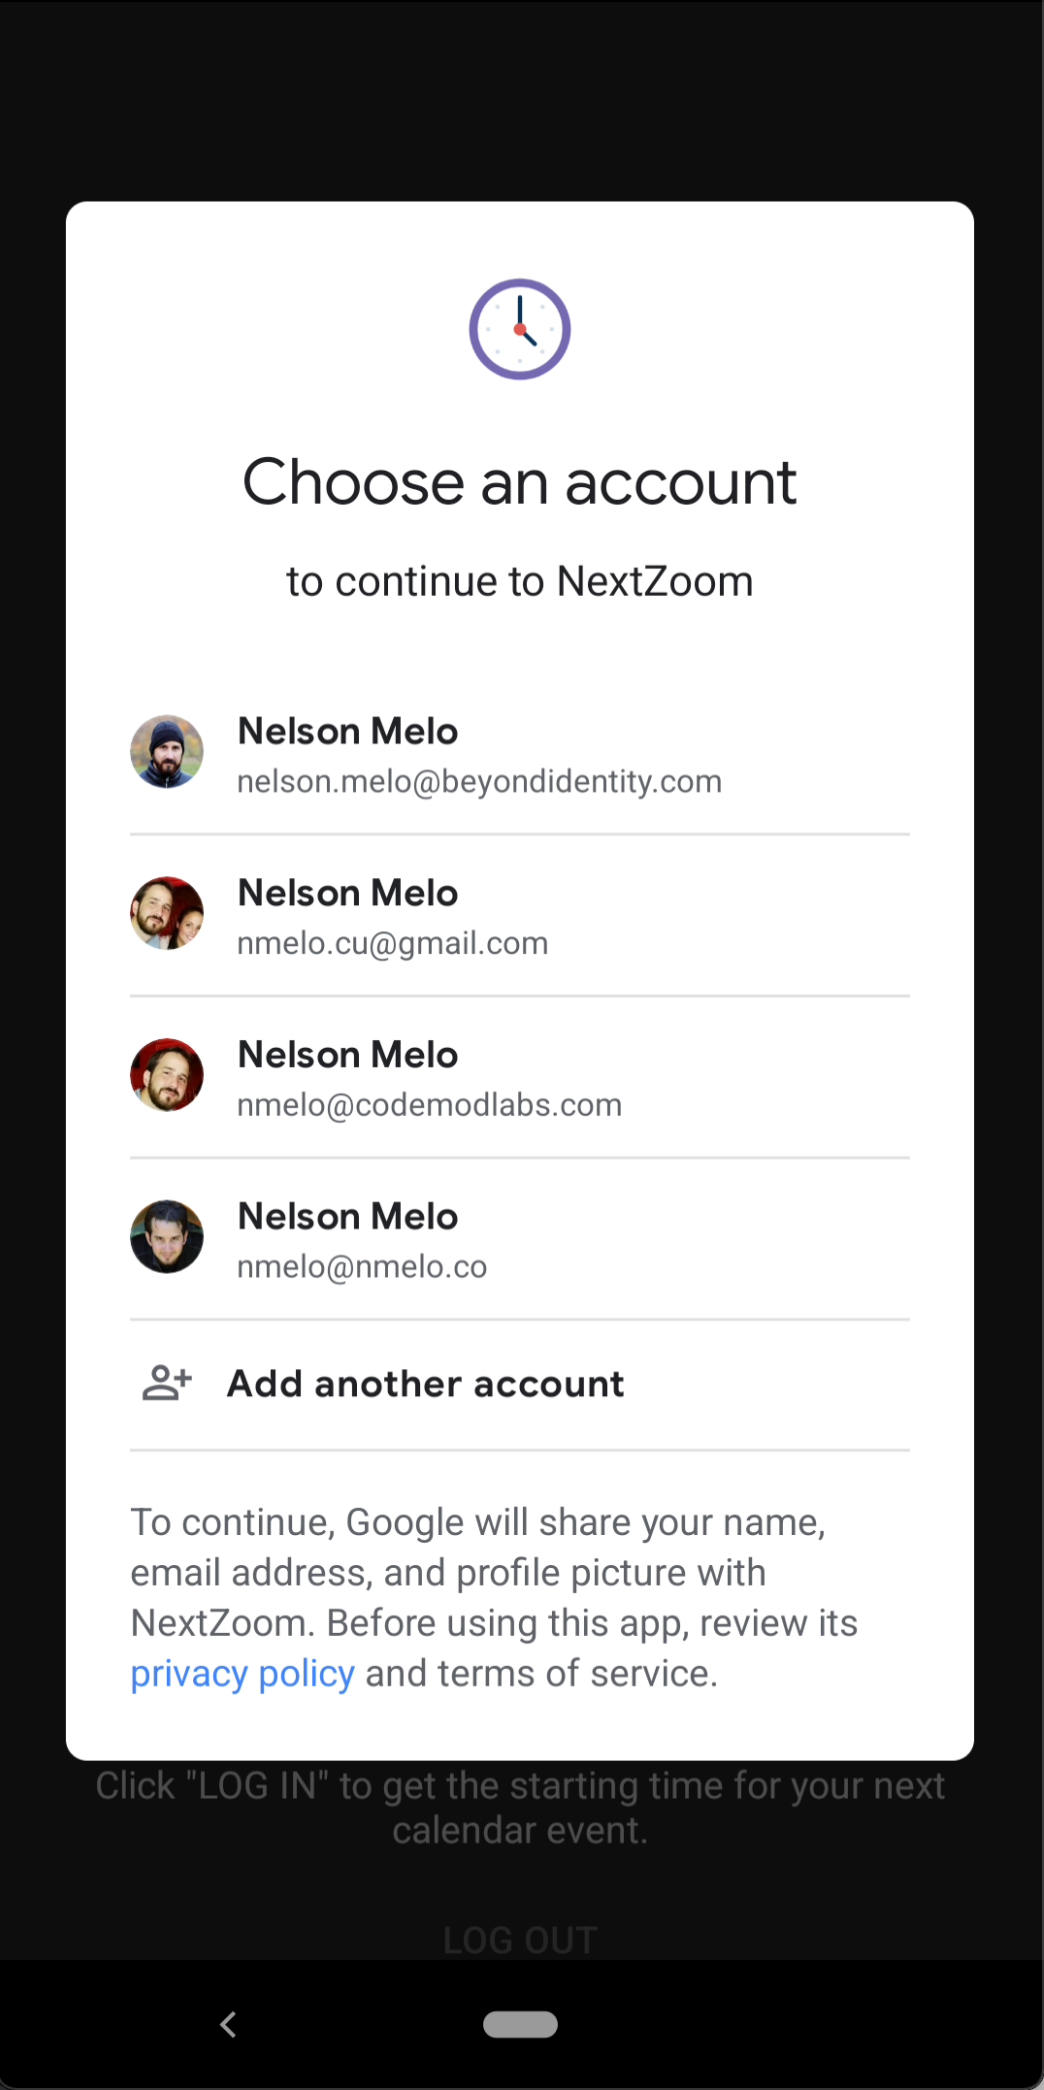 Choose an account
to continue to NextZoom
Nelson Melo
nelson.melo@beyondidentity.com
Nelson Melo
nmelo.cu@gmail.com
Nelson Melo
nmelo@codemodlabs.com
Nelson Melo
nmelo@nmelo.co
Add another account
To continue, Google will share your name,
email address, and profile picture with
NextZoom. Before using this app, review its
privacy policy and terms of service.
Click "LOG IN" to get the starting time for your next
calendar event.
LOG OUT